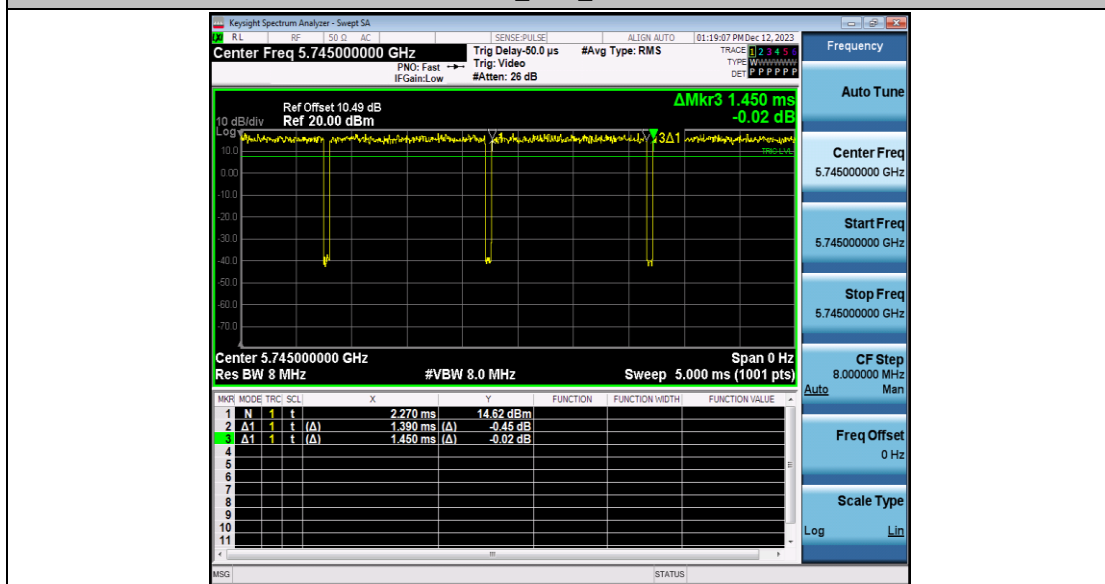 Keysight Spectrum Analyzer - Swept SA
RL RF 50 Ω AC SENSE:PULSE ALIGN AUTO 01:19:07 PM Dec 12, 2023
Center Freq 5.745000000 GHz
PNO: Fast
IFGain:Low
Trig Delay-50.0 µs
Trig: Video
#Atten: 26 dB
#Avg Type: RMS
TRACE 1 2 3 4 5 6
TYPE W
DET P P P P P P
ΔMkr3 1.450 ms
-0.02 dB
Ref Offset 10.49 dB
10 dB/div Ref 20.00 dBm
Log
3Δ1
TRIG LVL
10.0
0.00
-10.0
-20.0
-30.0
-40.0
-50.0
-60.0
-70.0
Center 5.745000000 GHz Span 0 Hz
Res BW 8 MHz #VBW 8.0 MHz Sweep 5.000 ms (1001 pts)
MKR MODE TRC SCL X Y FUNCTION FUNCTION WIDTH FUNCTION VALUE
1 N 1 t 2.270 ms 14.62 dBm
2 Δ1 1 t (Δ) 1.390 ms (Δ) -0.45 dB
3 Δ1 1 t (Δ) 1.450 ms (Δ) -0.02 dB
4
5
6
7
8
9
10
11
MSG STATUS
Frequency
Auto Tune
Center Freq
5.745000000 GHz
Start Freq
5.745000000 GHz
Stop Freq
5.745000000 GHz
CF Step
8.000000 MHz
Auto Man
Freq Offset
0 Hz
Scale Type
Log Lin